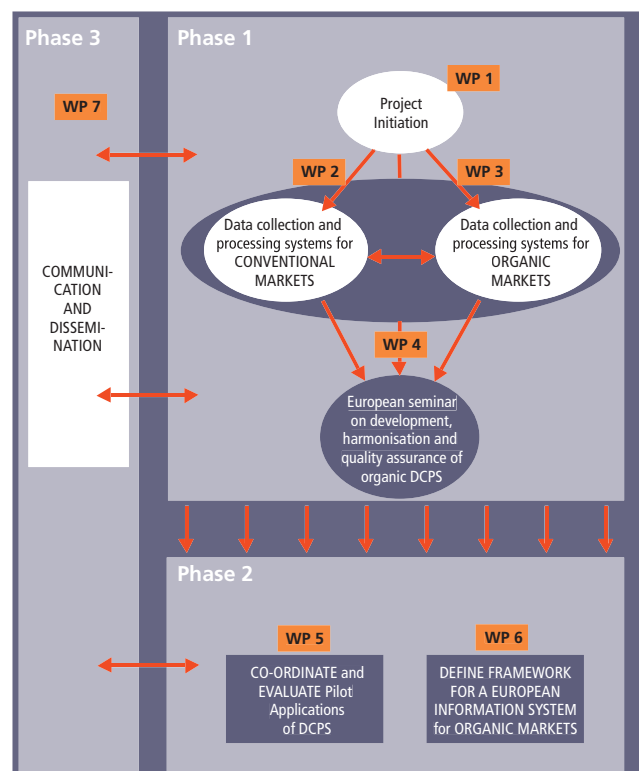 Phase 3
WP 7
COMMUNI-
CATION
AND
DISSEMI-
NATION
Phase 1
WP 1
Project
Initiation
WP 2
WP 3
Data collection and
processing systems for
CONVENTIONAL
MARKETS
Data collection and
processing systems for
ORGANIC
MARKETS
WP 4
European seminar
on development,
harmonisation and
quality assurance of
organic DCPS
Phase 2
WP 5
CO-ORDINATE and
EVALUATE Pilot
Applications
of DCPS
WP 6
DEFINE FRAMEWORK
FOR A EUROPEAN
INFORMATION SYSTEM
for ORGANIC MARKETS